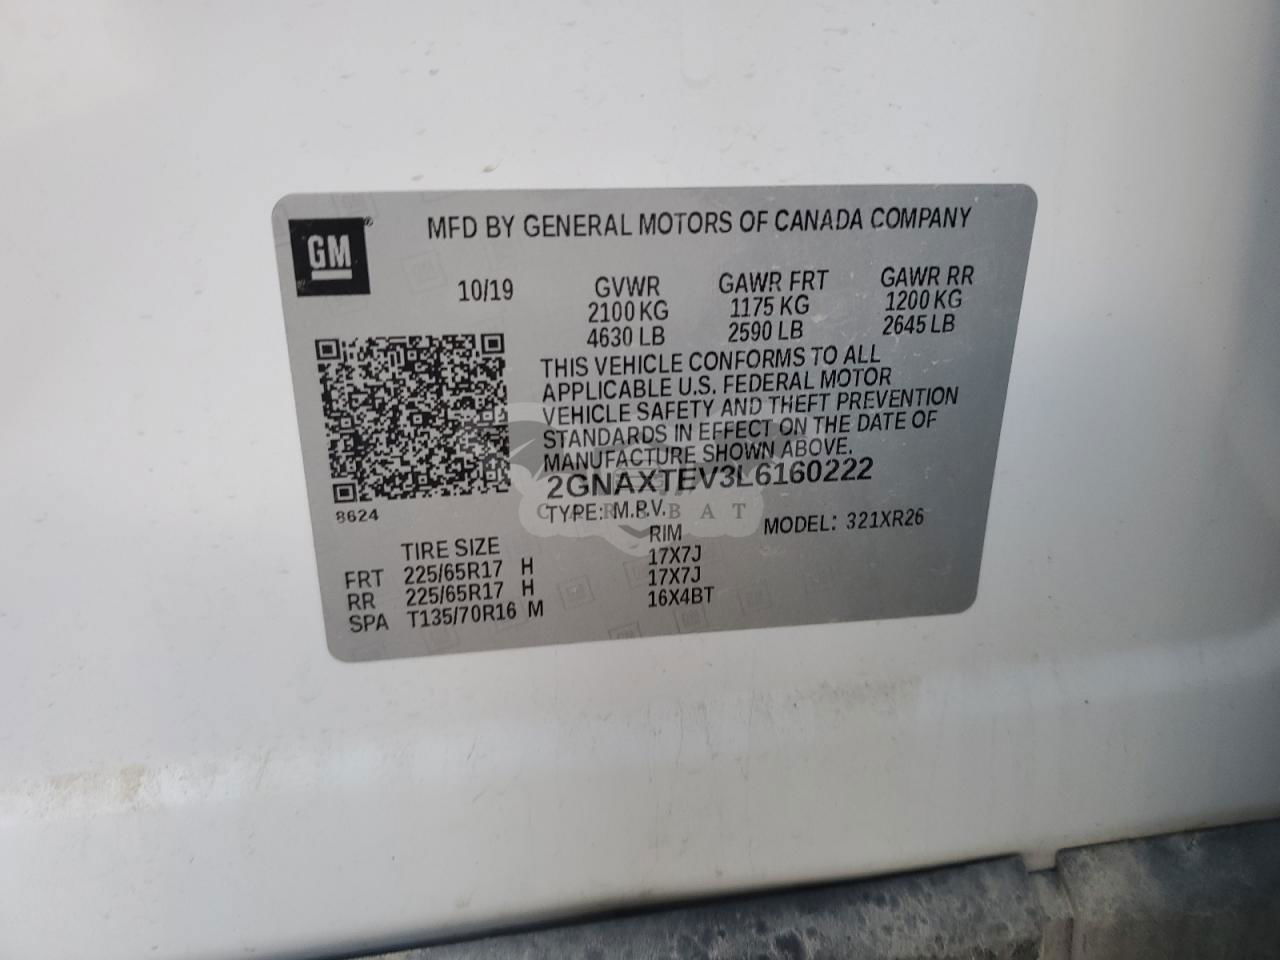 GM
MFD BY GENERAL MOTORS OF CANADA COMPANY
10/19 GVWR GAWR FRT GAWR RR
2100 KG 1175 KG 1200 KG
4630 LB 2590 LB 2645 LB
THIS VEHICLE CONFORMS TO ALL
APPLICABLE U.S. FEDERAL MOTOR
VEHICLE SAFETY AND THEFT PREVENTION
STANDARDS IN EFFECT ON THE DATE OF
MANUFACTURE SHOWN ABOVE.
2GNAXTEV3L6160222
8624 TYPE: M.P.V. MODEL: 321XR26
TIRE SIZE RIM
FRT 225/65R17 H 17X7J
RR 225/65R17 H 17X7J
SPA T135/70R16 M 16X4BT